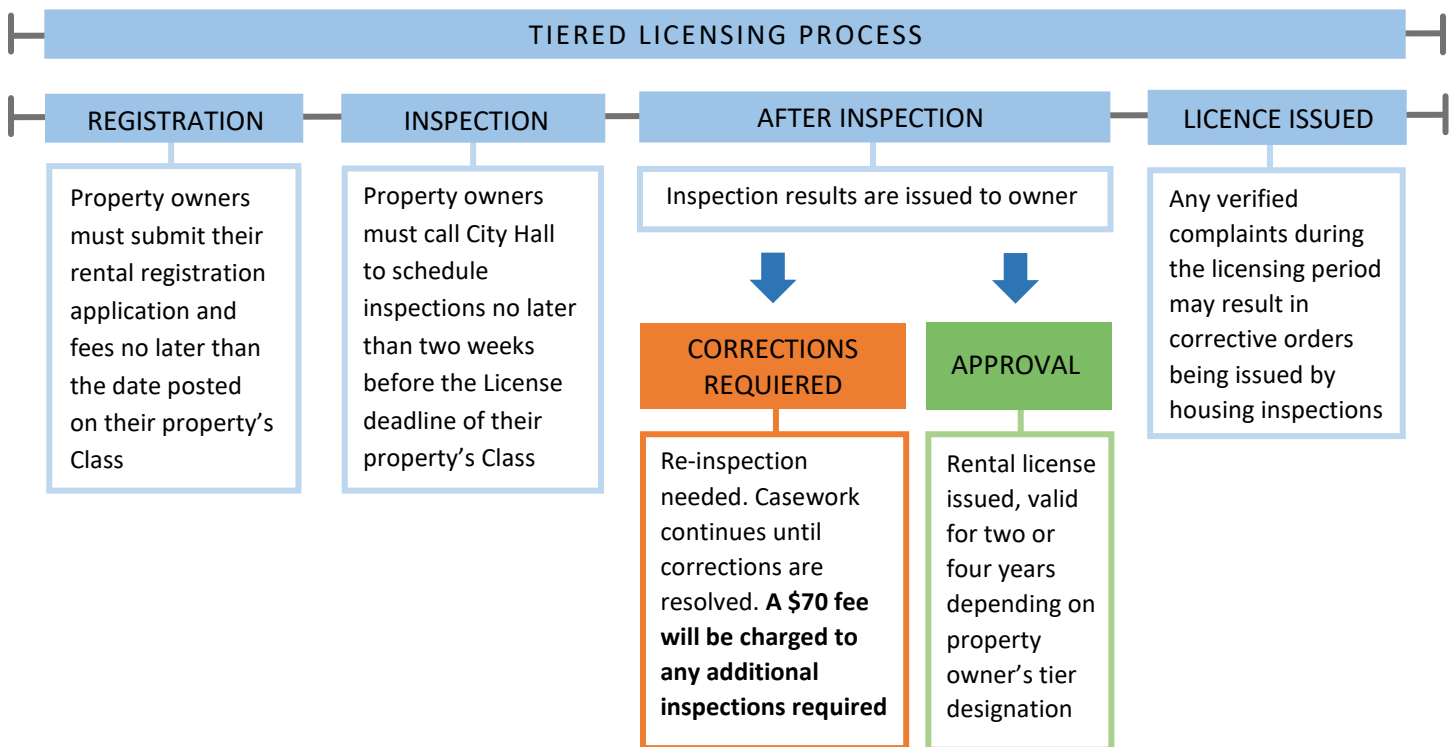 TIERED LICENSING PROCESS
REGISTRATION
Property owners
must submit their
rental registration
application and
fees no later than
the date posted
on their property's
Class
INSPECTION
Property owners
must call City Hall
to schedule
inspections no later
than two weeks
before the License
deadline of their
property's Class
AFTER INSPECTION
Inspection results are issued to owner
CORRECTIONS
REQUIERED
Re-inspection
needed. Casework
continues until
corrections are
resolved. A $70 fee
will be charged to
any additional
inspections required
APPROVAL
Rental license
issued, valid
for two or
four years
depending on
property
owner's tier
designation
LICENCE ISSUED
Any verified
complaints during
the licensing period
may result in
corrective orders
being issued by
housing inspections